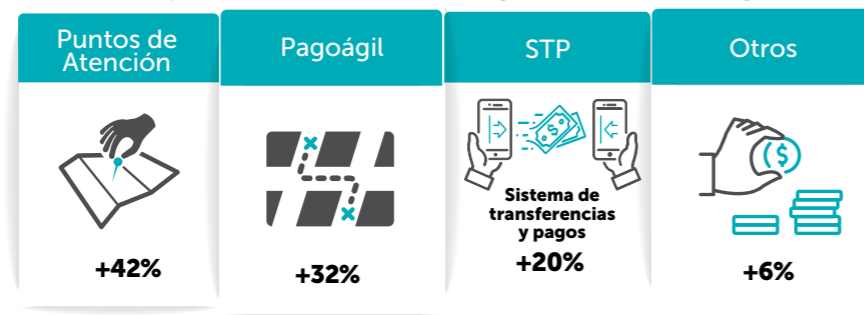 Puntos de
Atención
+42%
Pagoágil
+32%
STP
Sistema de
transferencias
y pagos
+20%
Otros
$
+6%